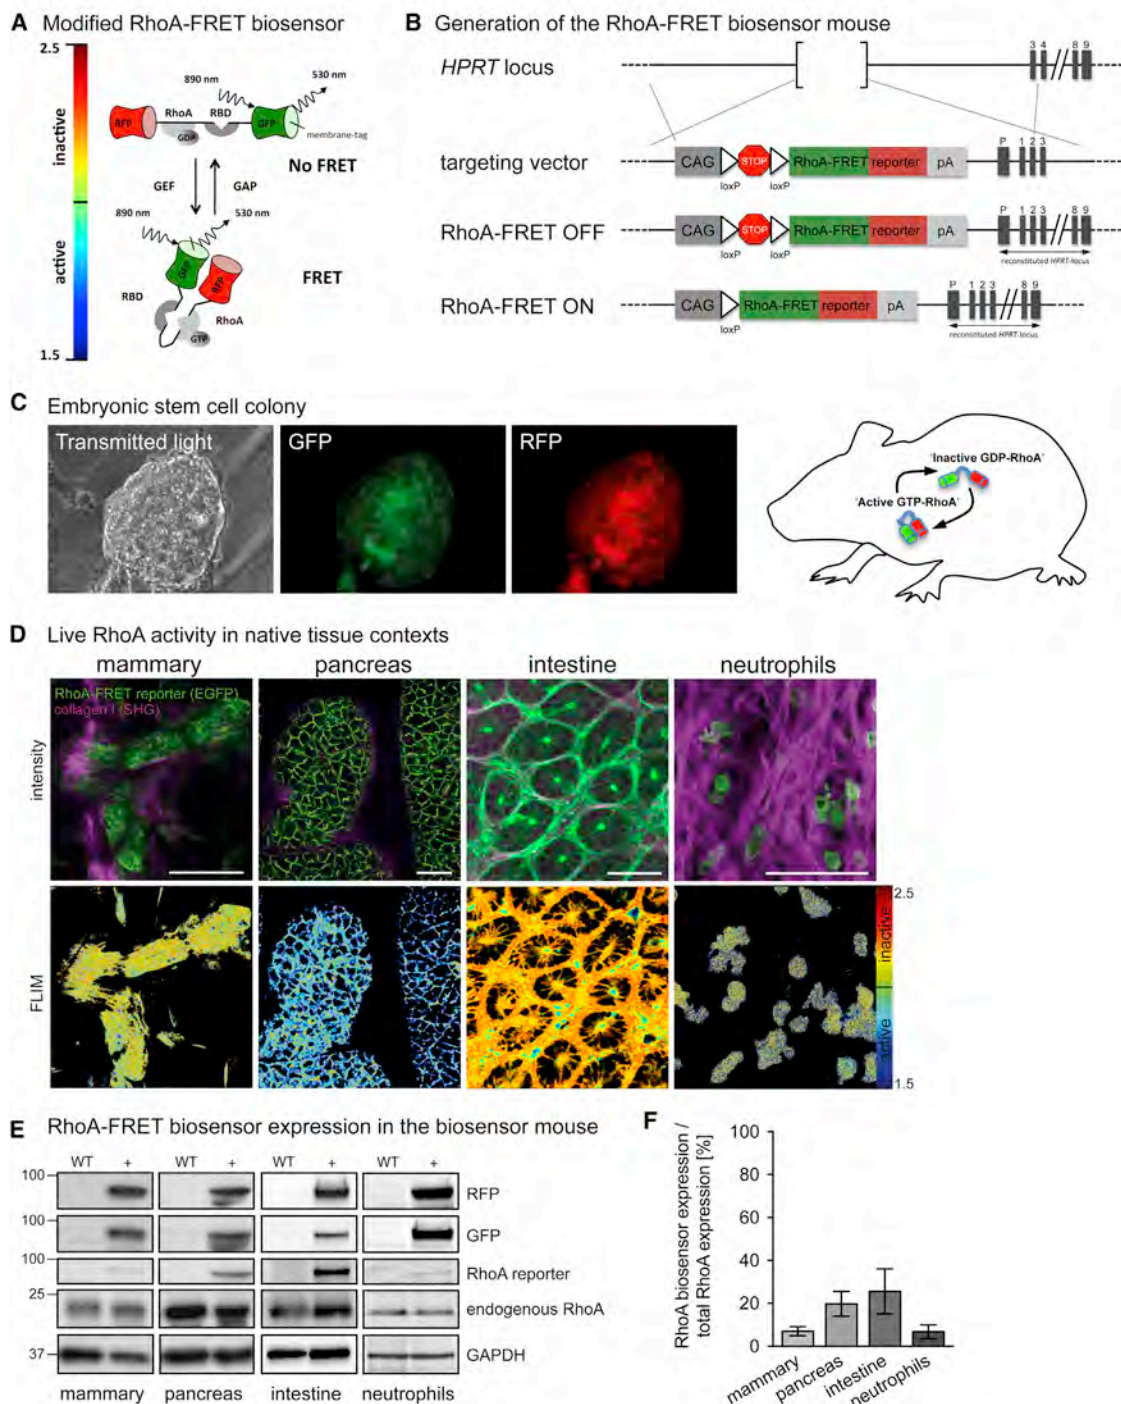 A Modified RhoA-FRET biosensor
2.5
inactive
active
1.5
890 nm
530 nm
RFP
RhoA
RBD
GFP
GDP
membrane-tag
No FRET
GEF
GAP
890 nm
530 nm
GFP
RFP
FRET
RBD
RhoA
GTP
B Generation of the RhoA-FRET biosensor mouse
HPRT locus
3 4 8 9
targeting vector
CAG STOP RhoA-FRET reporter pA
loxP loxP
P 1 2 3
RhoA-FRET OFF
CAG STOP RhoA-FRET reporter pA
loxP loxP
P 1 2 3 8 9
reconstituted HPRT-locus
RhoA-FRET ON
CAG RhoA-FRET reporter pA
loxP
P 1 2 3 8 9
reconstituted HPRT-locus
C Embryonic stem cell colony
Transmitted light
GFP
RFP
'Inactive GDP-RhoA'
'Active GTP-RhoA'
D Live RhoA activity in native tissue contexts
mammary pancreas intestine neutrophils
RhoA-FRET reporter (EGFP)
collagen I (SHG)
intensity
FLIM
2.5
inactive
active
1.5
E RhoA-FRET biosensor expression in the biosensor mouse
WT + WT + WT + WT +
100 RFP
100 GFP
100 RhoA reporter
25 endogenous RhoA
37 GAPDH
mammary pancreas intestine neutrophils
F
RhoA biosensor expression /
total RhoA expression [%]
100
80
60
40
20
0
mammary
pancreas
intestine
neutrophils